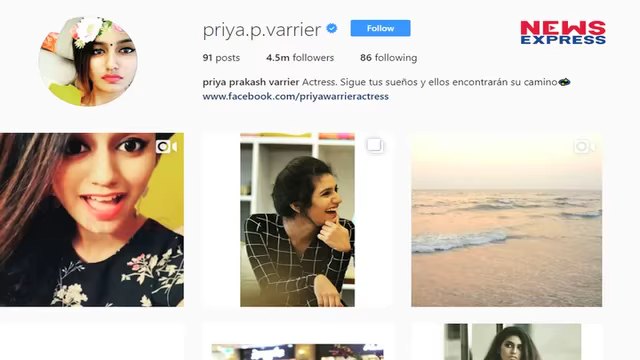 priya.p.varrier Follow
91 posts 4.5m followers 86 following
priya prakash varrier Actress. Sigue tus sueños y ellos encontrarán su camino
www.facebook.com/priyawarrieractress
NEWS
EXPRESS